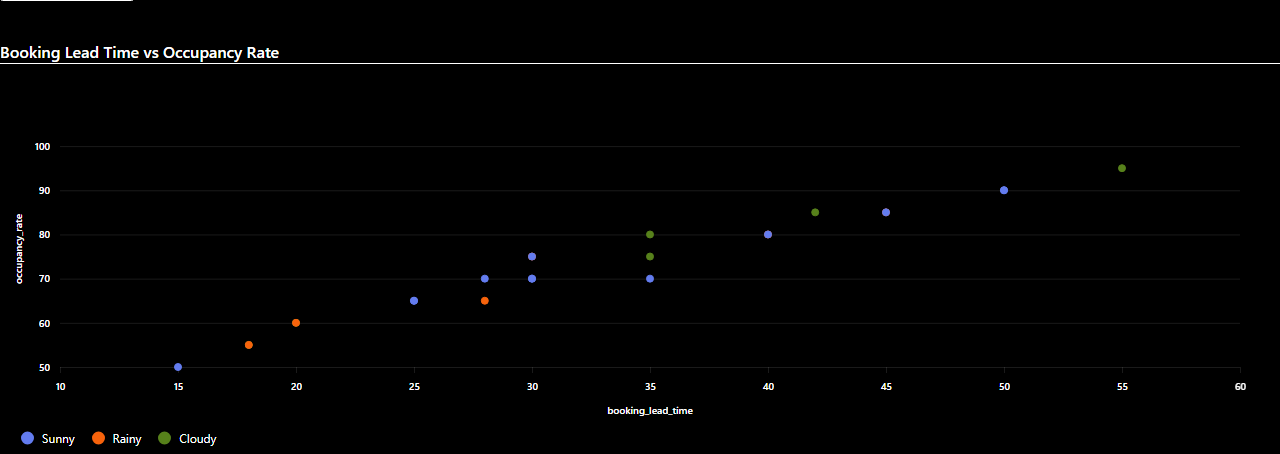 Booking Lead Time vs Occupancy Rate
100
90
80
70
60
50
occupancy_rate
10 15 20 25 30 35 40 45 50 55 60
booking_lead_time
Sunny Rainy Cloudy